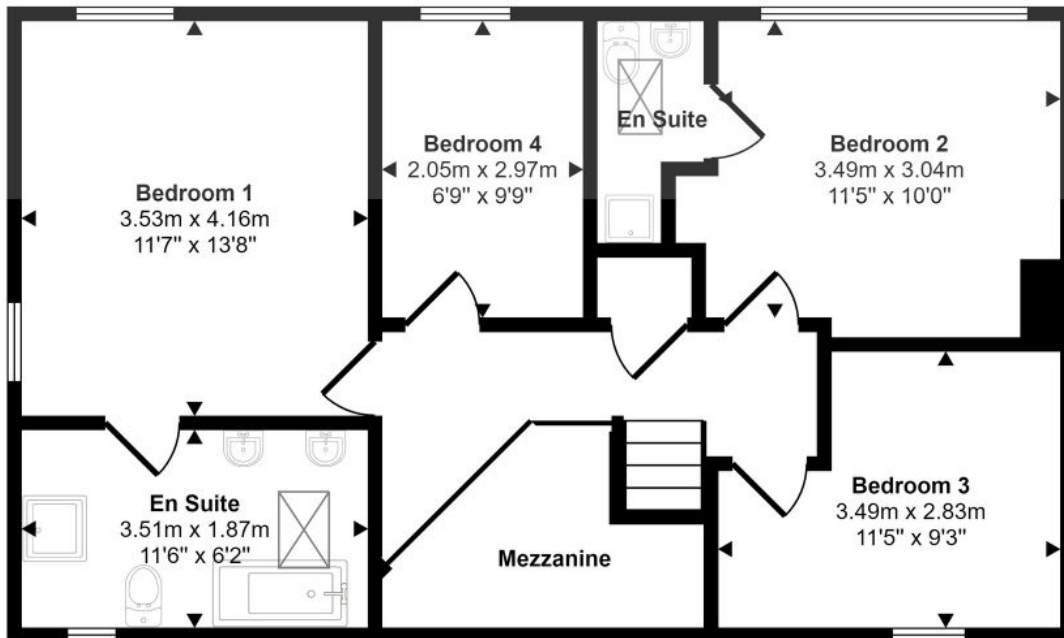 Bedroom 1
3.53m x 4.16m
11'7" x 13'8"
Bedroom 4
2.05m x 2.97m
6'9" x 9'9"
En Suite
Bedroom 2
3.49m x 3.04m
11'5" x 10'0"
En Suite
3.51m x 1.87m
11'6" x 6'2"
Mezzanine
Bedroom 3
3.49m x 2.83m
11'5" x 9'3"